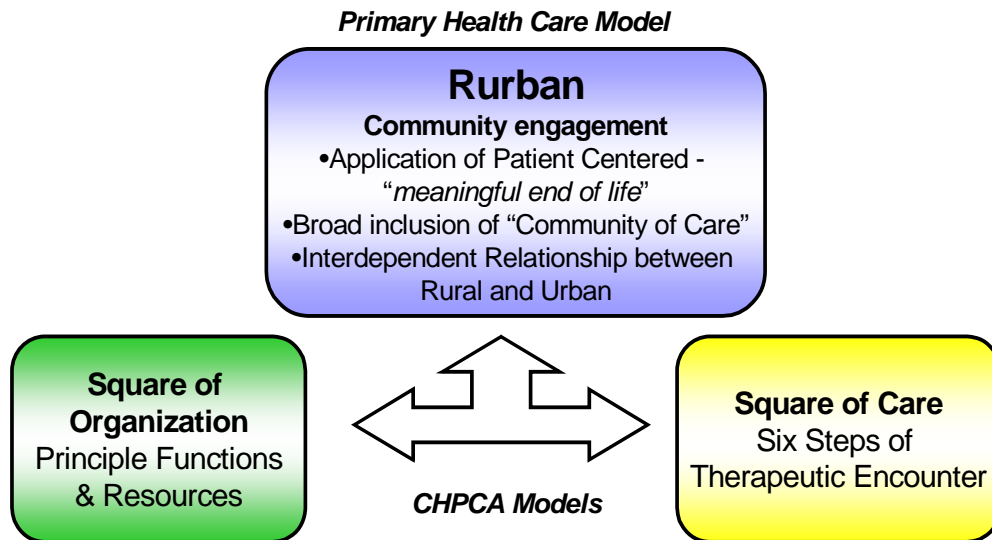 Primary Health Care Model
Rurban
Community engagement
•Application of Patient Centered -
“meaningful end of life”
•Broad inclusion of “Community of Care”
•Interdependent Relationship between
Rural and Urban
Square of
Organization
Principle Functions
& Resources
Square of Care
Six Steps of
Therapeutic Encounter
CHPCA Models